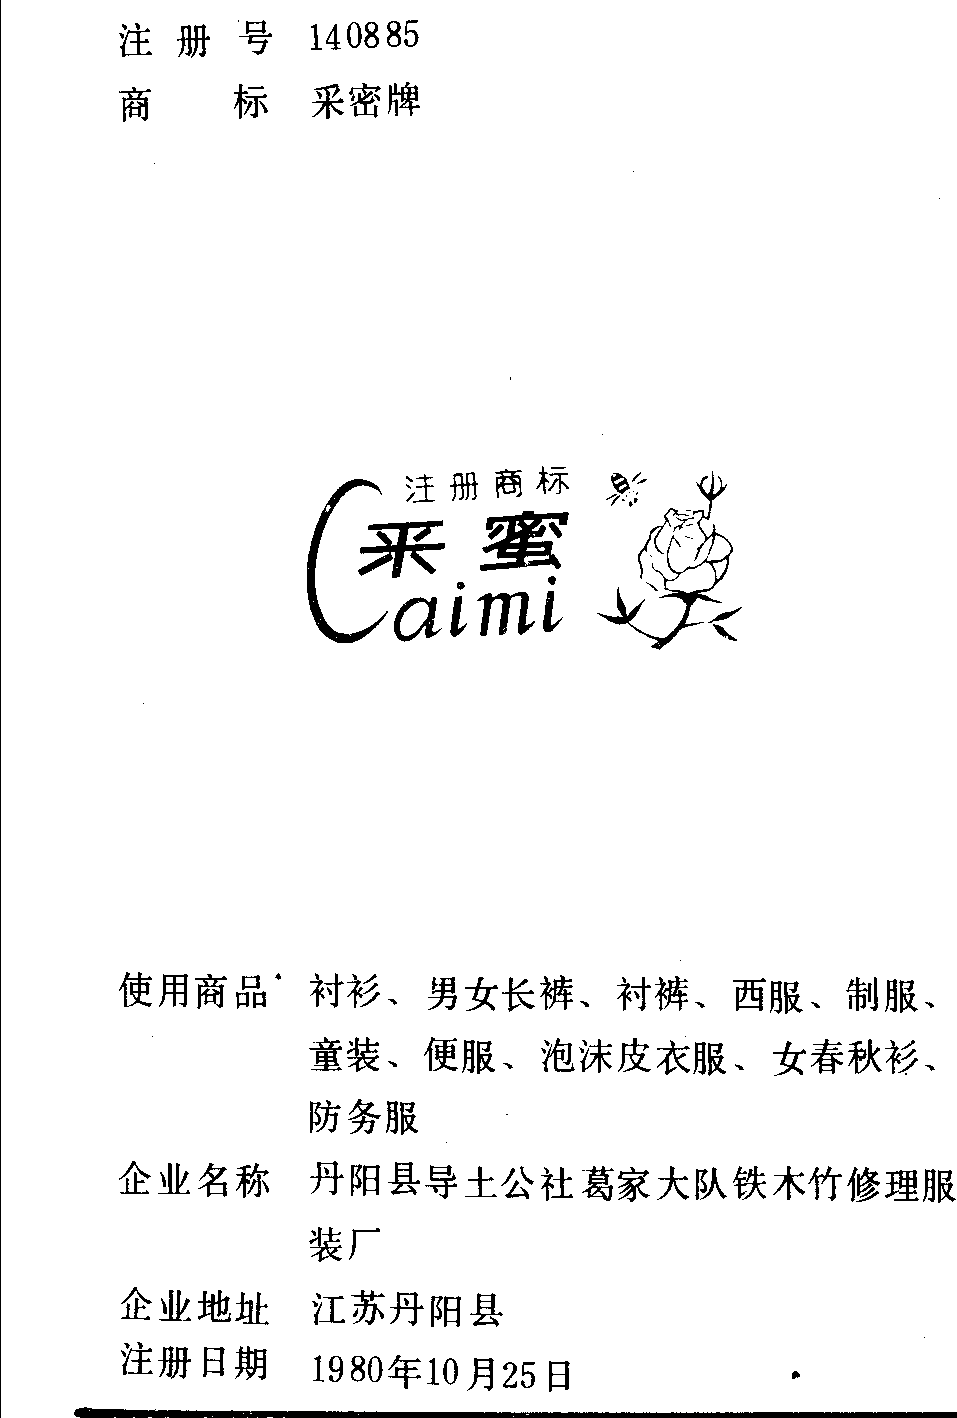 注册号 140885
商标 采密牌
注册商标
采蜜
Caimi
使用商品 衬衫、男女长裤、衬裤、西服、制服、
童装、便服、泡沫皮衣服、女春秋衫、
防务服
企业名称 丹阳县导土公社葛家大队铁木竹修理服
装厂
企业地址 江苏丹阳县
注册日期 1980年10月25日